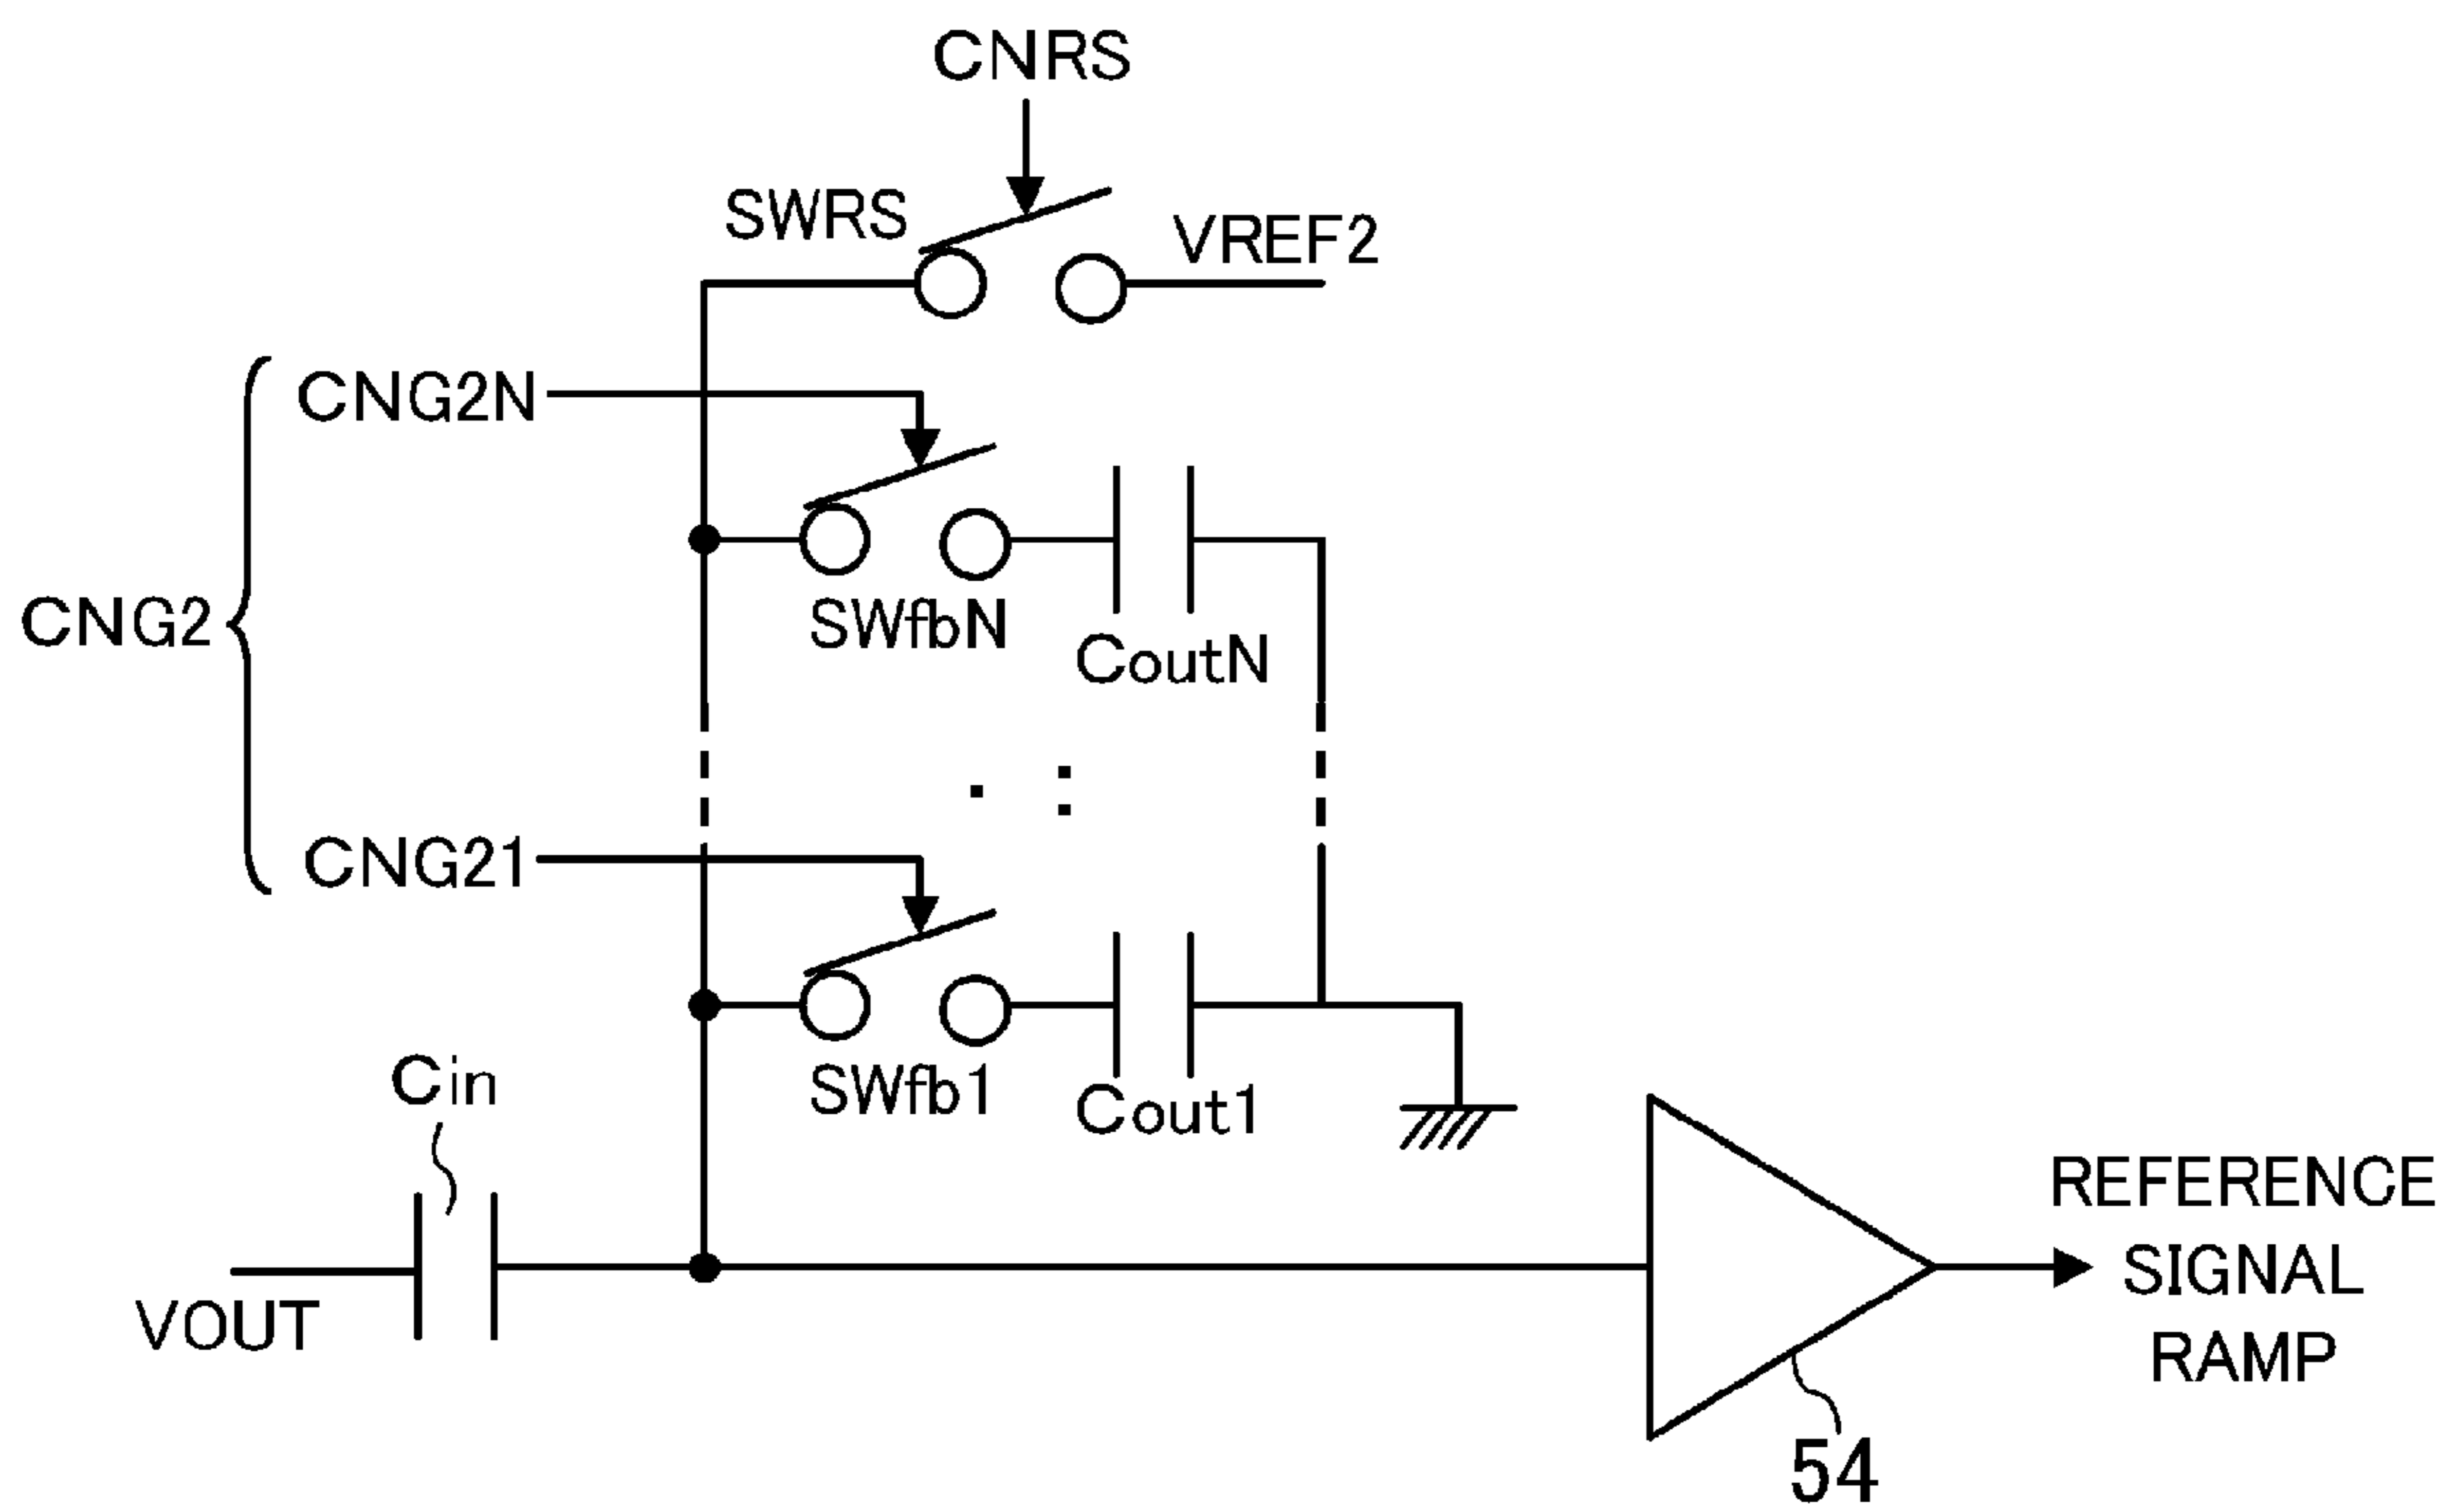 CNRS
SWRS
VREF2
CNG2N
SWfbN
CoutN
CNG2
CNG21
SWfb1
Cout1
Cin
VOUT
REFERENCE
SIGNAL
RAMP
54